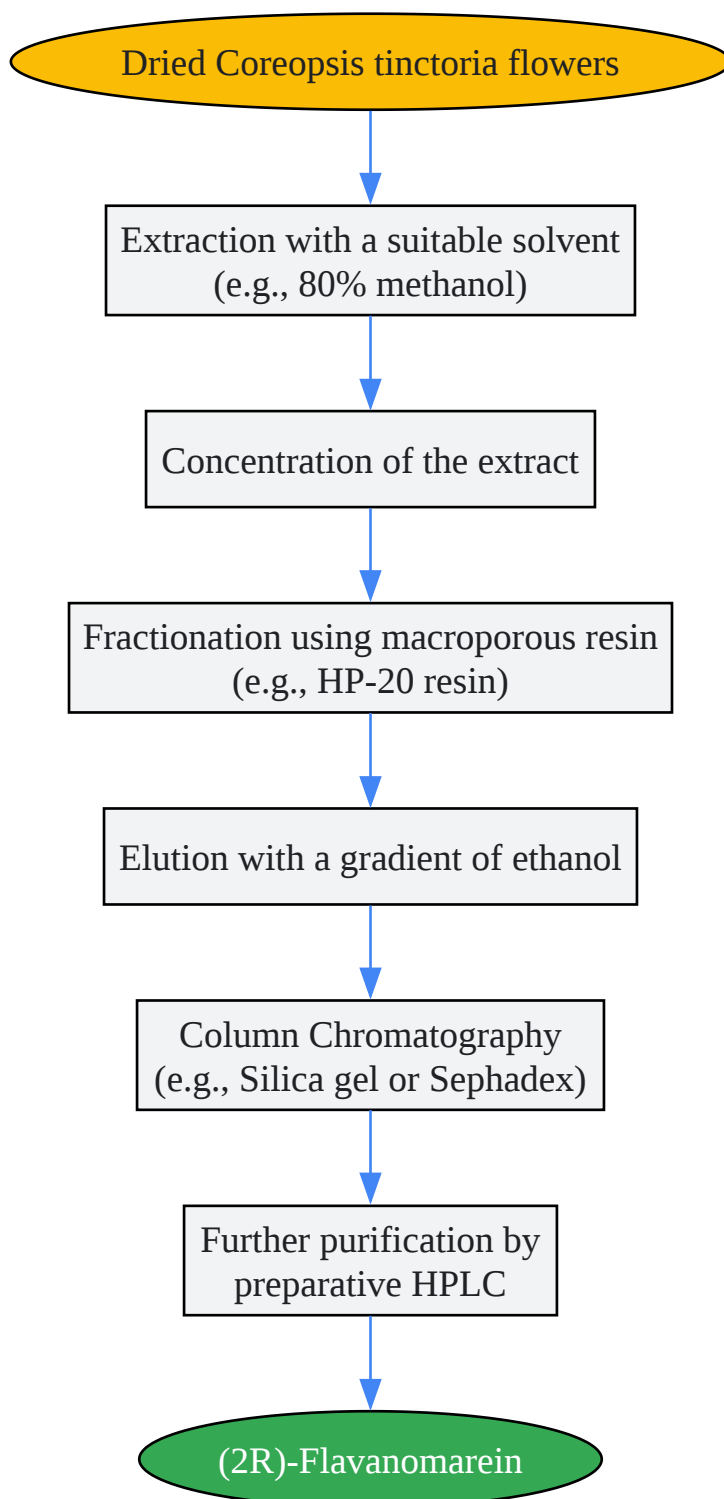 Dried Coreopsis tinctoria flowers
Extraction with a suitable solvent
(e.g., 80% methanol)
Concentration of the extract
Fractionation using macroporous resin
(e.g., HP-20 resin)
Elution with a gradient of ethanol
Column Chromatography
(e.g., Silica gel or Sephadex)
Further purification by
preparative HPLC
(2R)-Flavanomarein